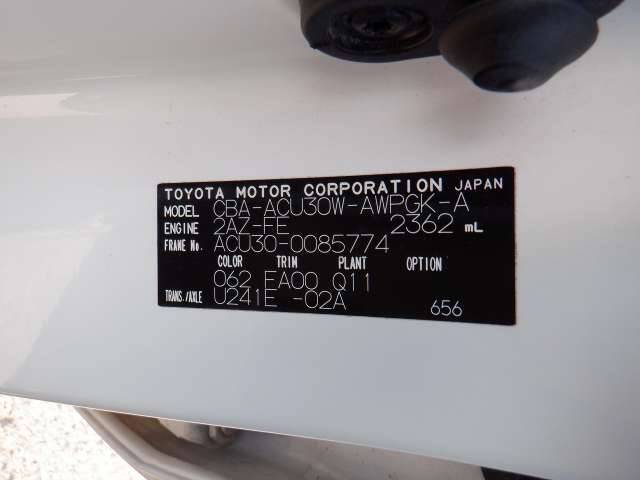 TOYOTA MOTOR CORPORATION JAPAN
MODEL CBA-ACU30W-AWPGK-A
ENGINE 2AZ-FE 2362 mL
FRAME No. ACU30-0085774
COLOR TRIM PLANT OPTION
062 EA00 Q11
TRANS./AXLE U241E -02A 656